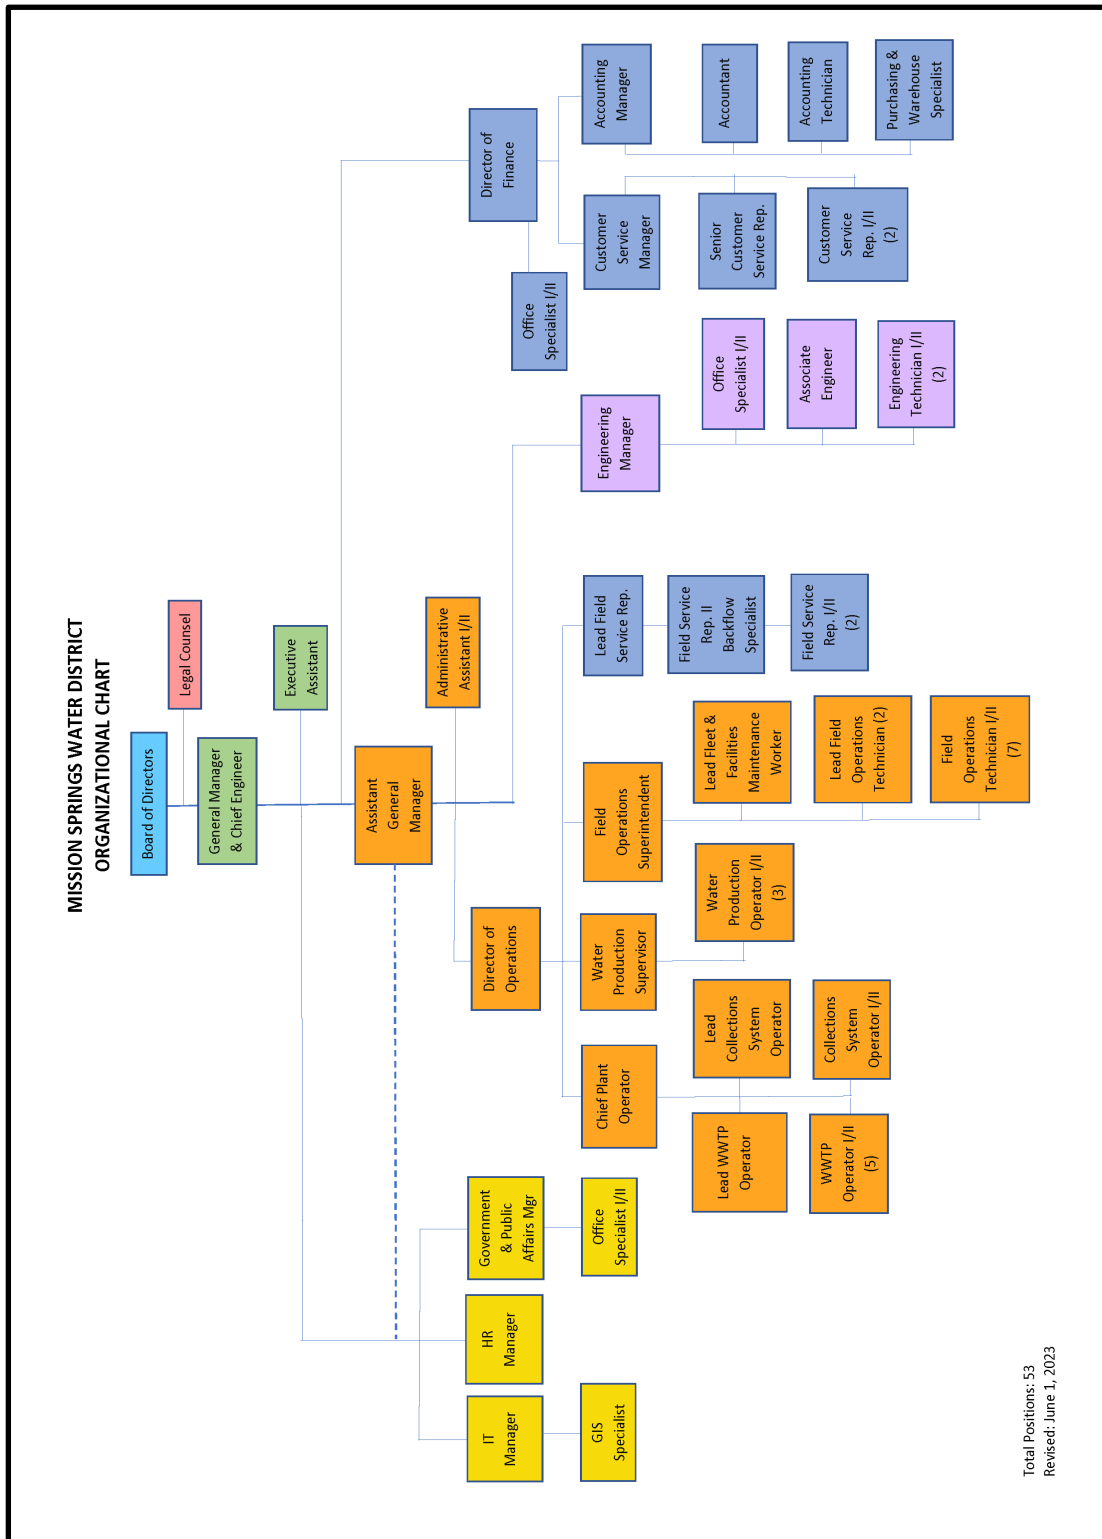 MISSION SPRINGS WATER DISTRICT
ORGANIZATIONAL CHART
Board of Directors
Legal Counsel
General Manager
& Chief Engineer
Executive
Assistant
Assistant
General
Manager
Administrative
Assistant I/II
IT
Manager
HR
Manager
Government
& Public
Affairs Mgr
Director of
Operations
Director of
Finance
Office
Specialist I/II
GIS
Specialist
Office
Specialist I/II
Chief Plant
Operator
Water
Production
Supervisor
Field
Operations
Superintendent
Lead Field
Service Rep.
Engineering
Manager
Customer
Service
Manager
Accounting
Manager
Lead WWTP
Operator
Lead
Collections
System
Operator
Water
Production
Operator I/II
(3)
Lead Fleet &
Facilities
Maintenance
Worker
Field Service
Rep. II
Backflow
Specialist
Office
Specialist I/II
Senior
Customer
Service Rep.
Accountant
WWTP
Operator I/II
(5)
Collections
System
Operator I/II
Lead Field
Operations
Technician (2)
Field Service
Rep. I/II
(2)
Associate
Engineer
Customer
Service
Rep. I/II
(2)
Accounting
Technician
Field
Operations
Technician I/II
(7)
Engineering
Technician I/II
(2)
Purchasing &
Warehouse
Specialist
Total Positions: 53
Revised: June 1, 2023